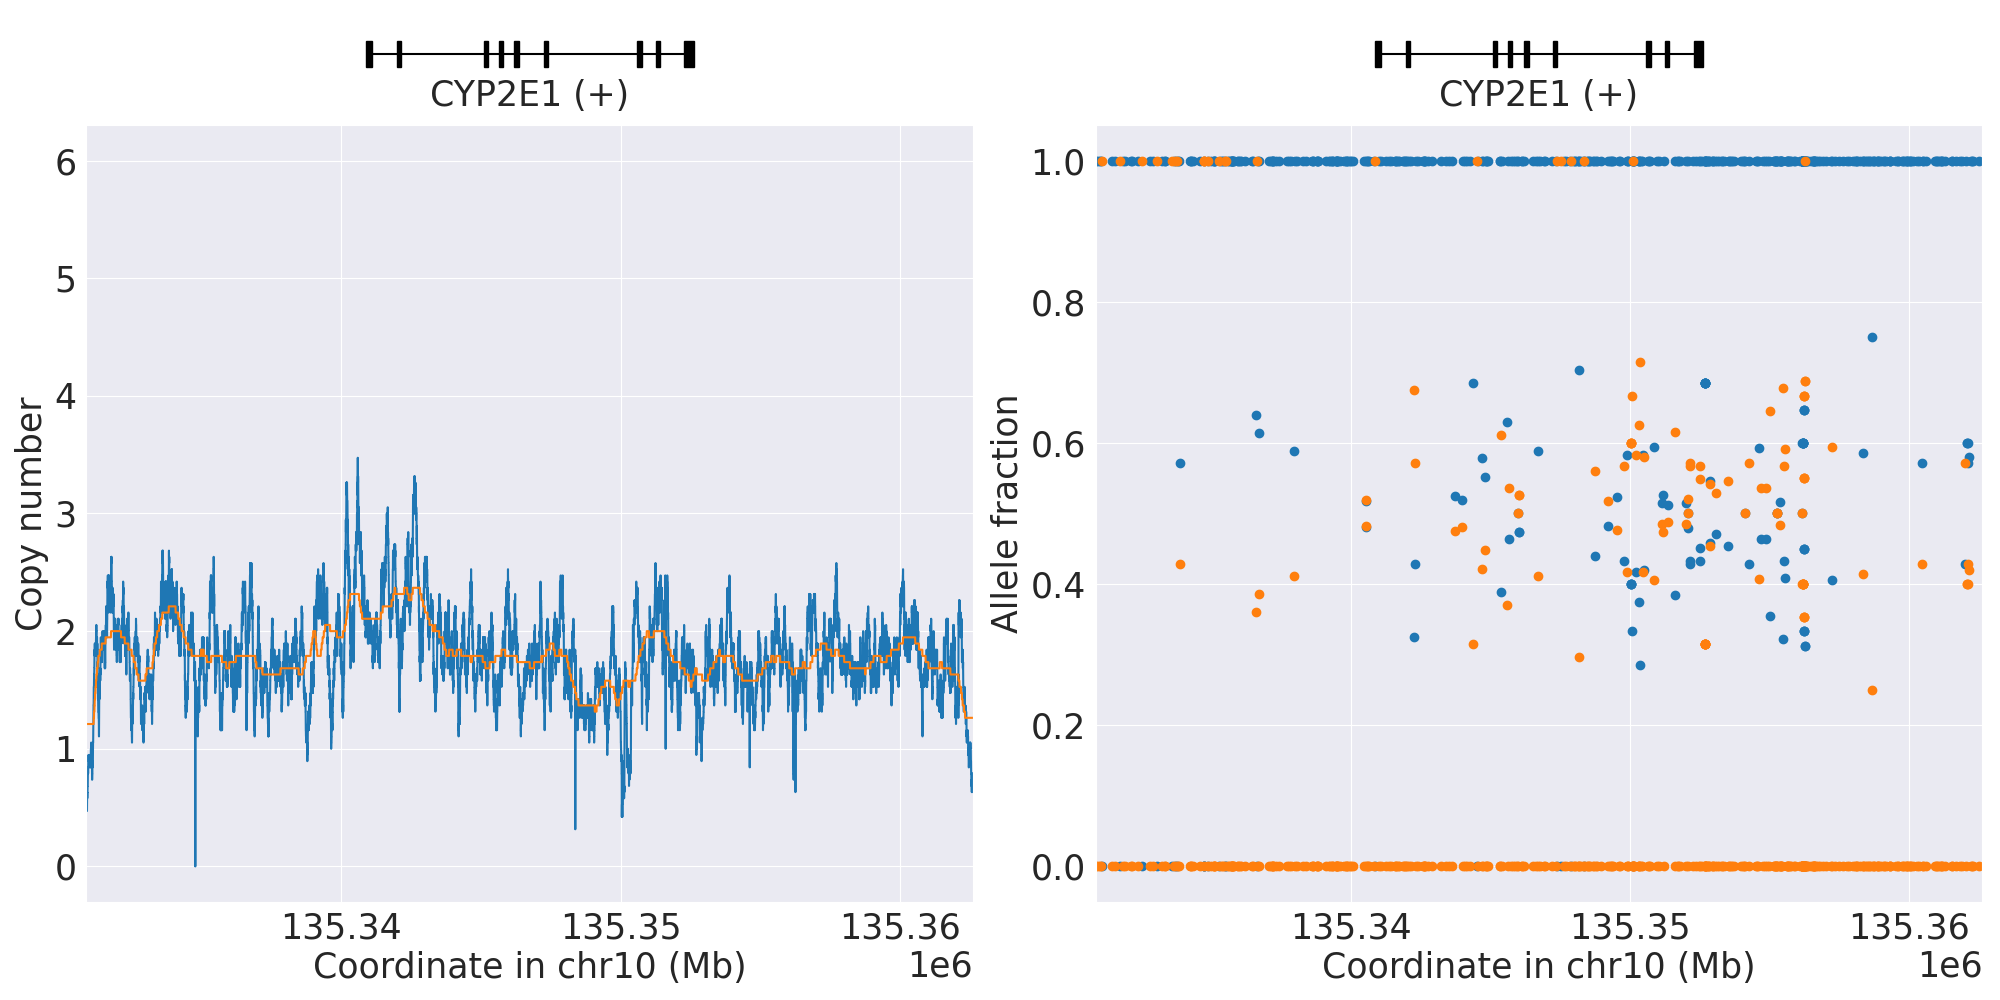 CYP2E1 (+)
CYP2E1 (+)
Copy number
6
5
4
3
2
1
0
135.34 135.35 135.36
Coordinate in chr10 (Mb)
1e6
Allele fraction
1.0
0.8
0.6
0.4
0.2
0.0
135.34 135.35 135.36
Coordinate in chr10 (Mb)
1e6